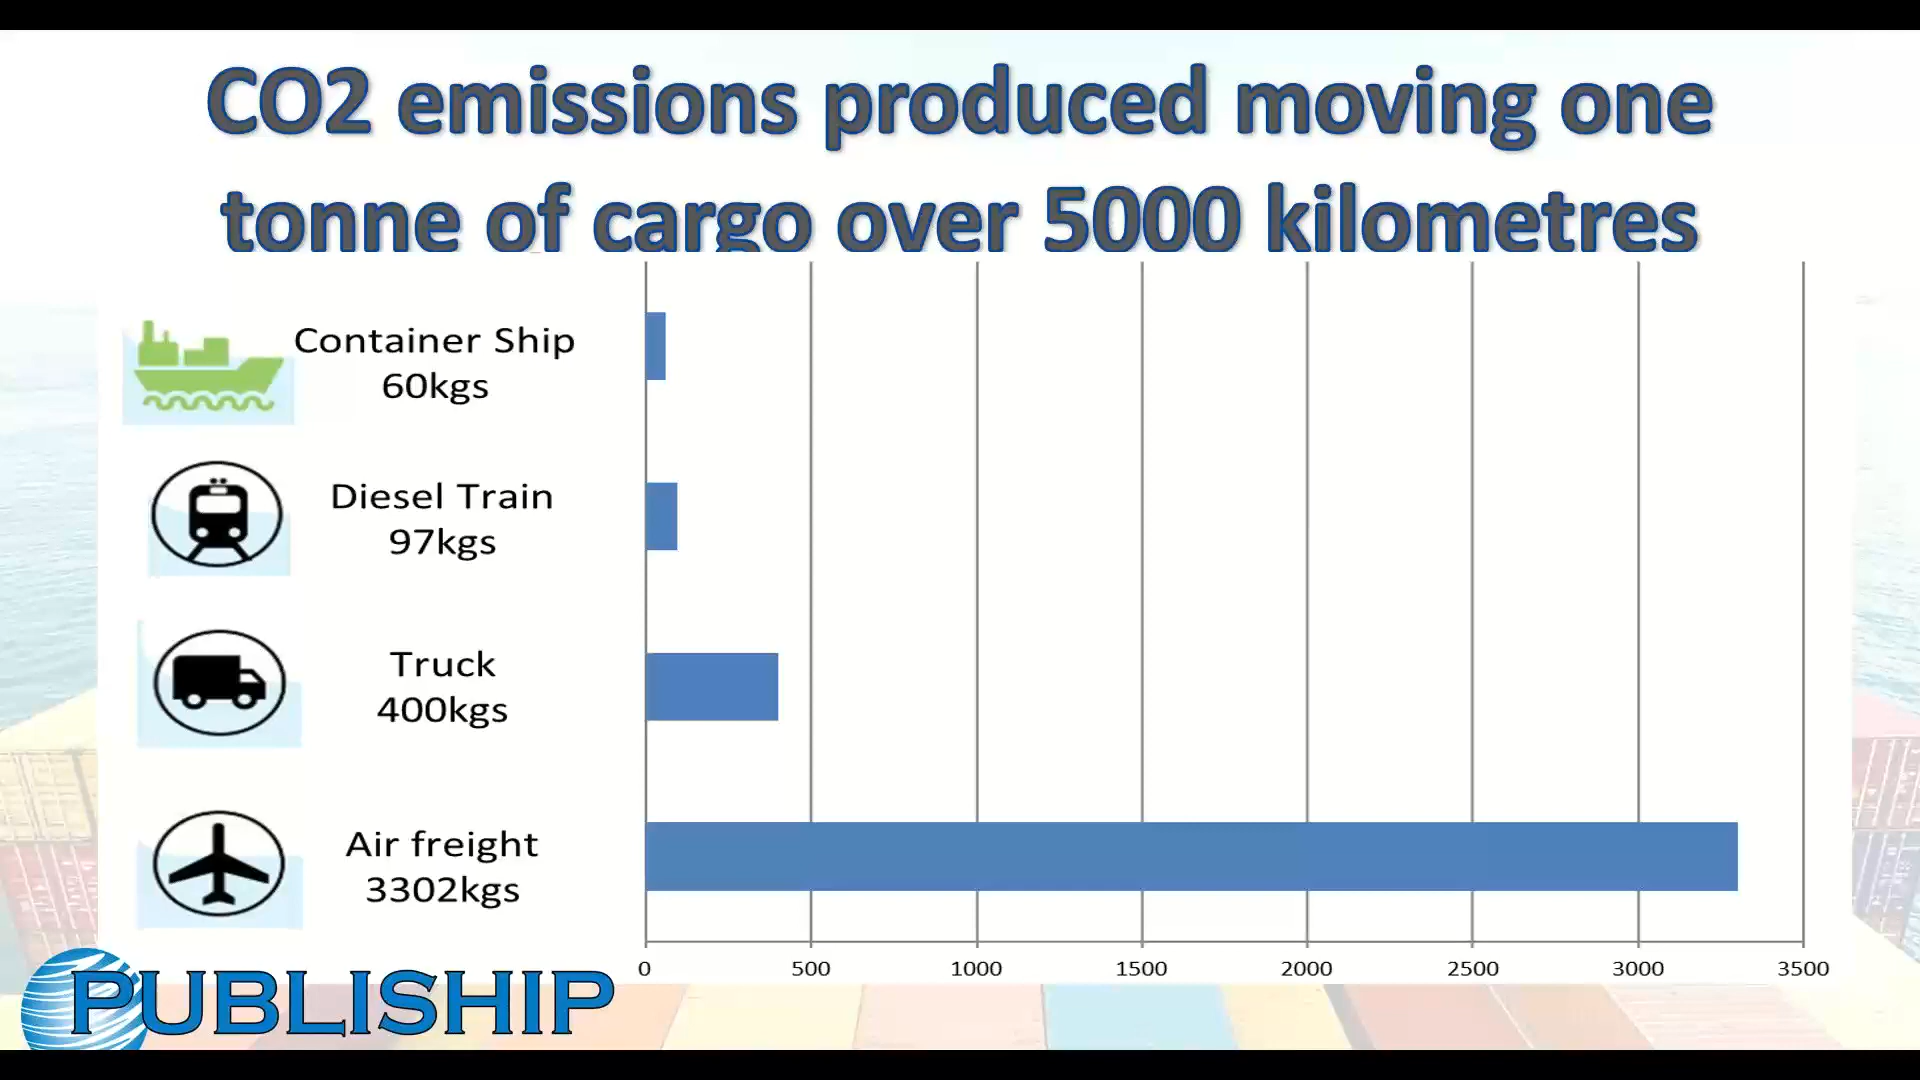 CO2 emissions produced moving one
tonne of cargo over 5000 kilometres
Container Ship
60kgs
Diesel Train
97kgs
Truck
400kgs
Air freight
3302kgs
0 500 1000 1500 2000 2500 3000 3500
PUBLISHIP